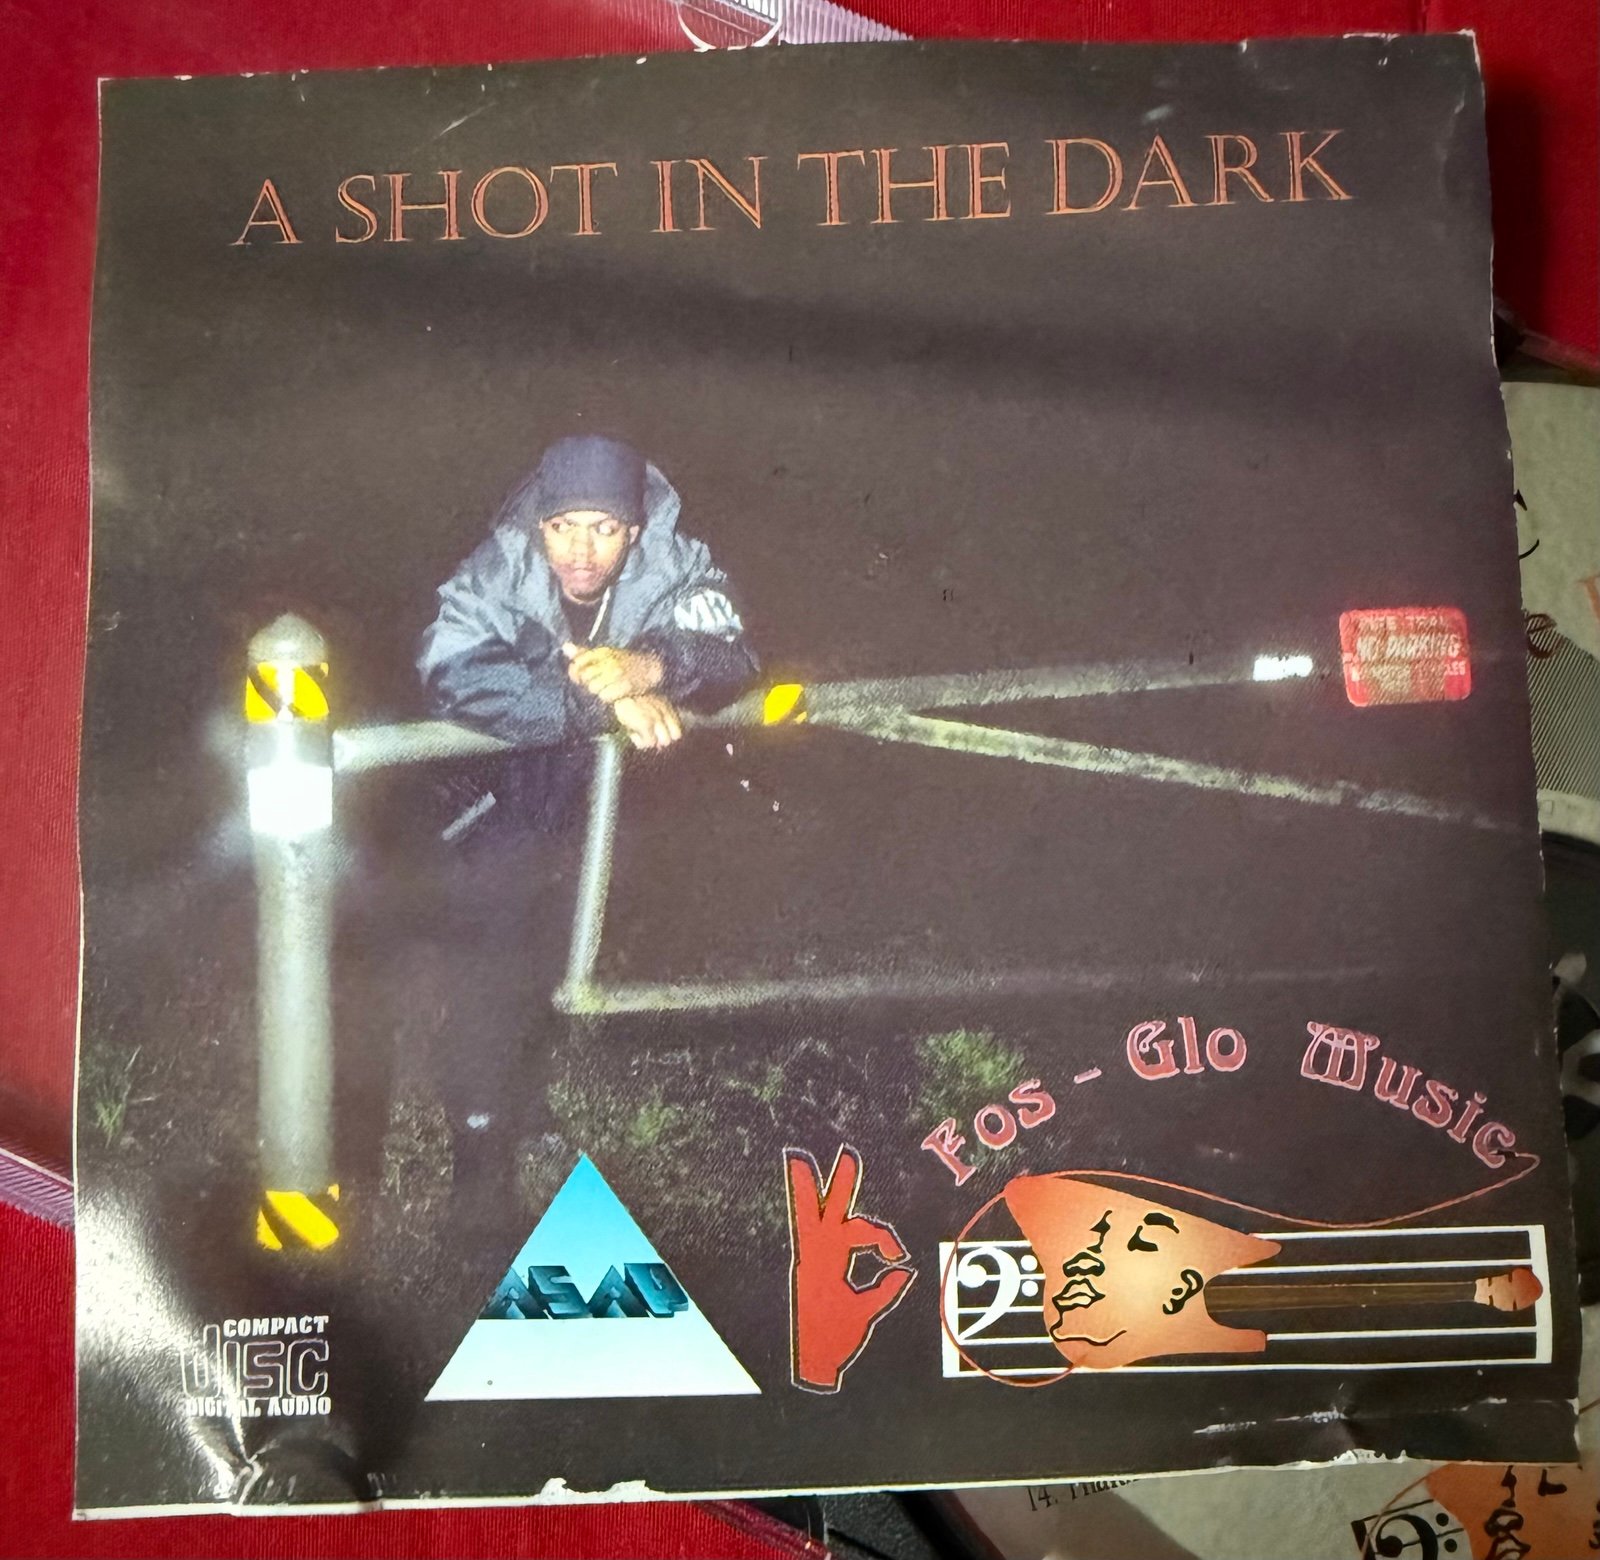 A SHOT IN THE DARK
NO PARKING
Fos-Glo Music
ASAP
COMPACT
disc
DIGITAL AUDIO
14.